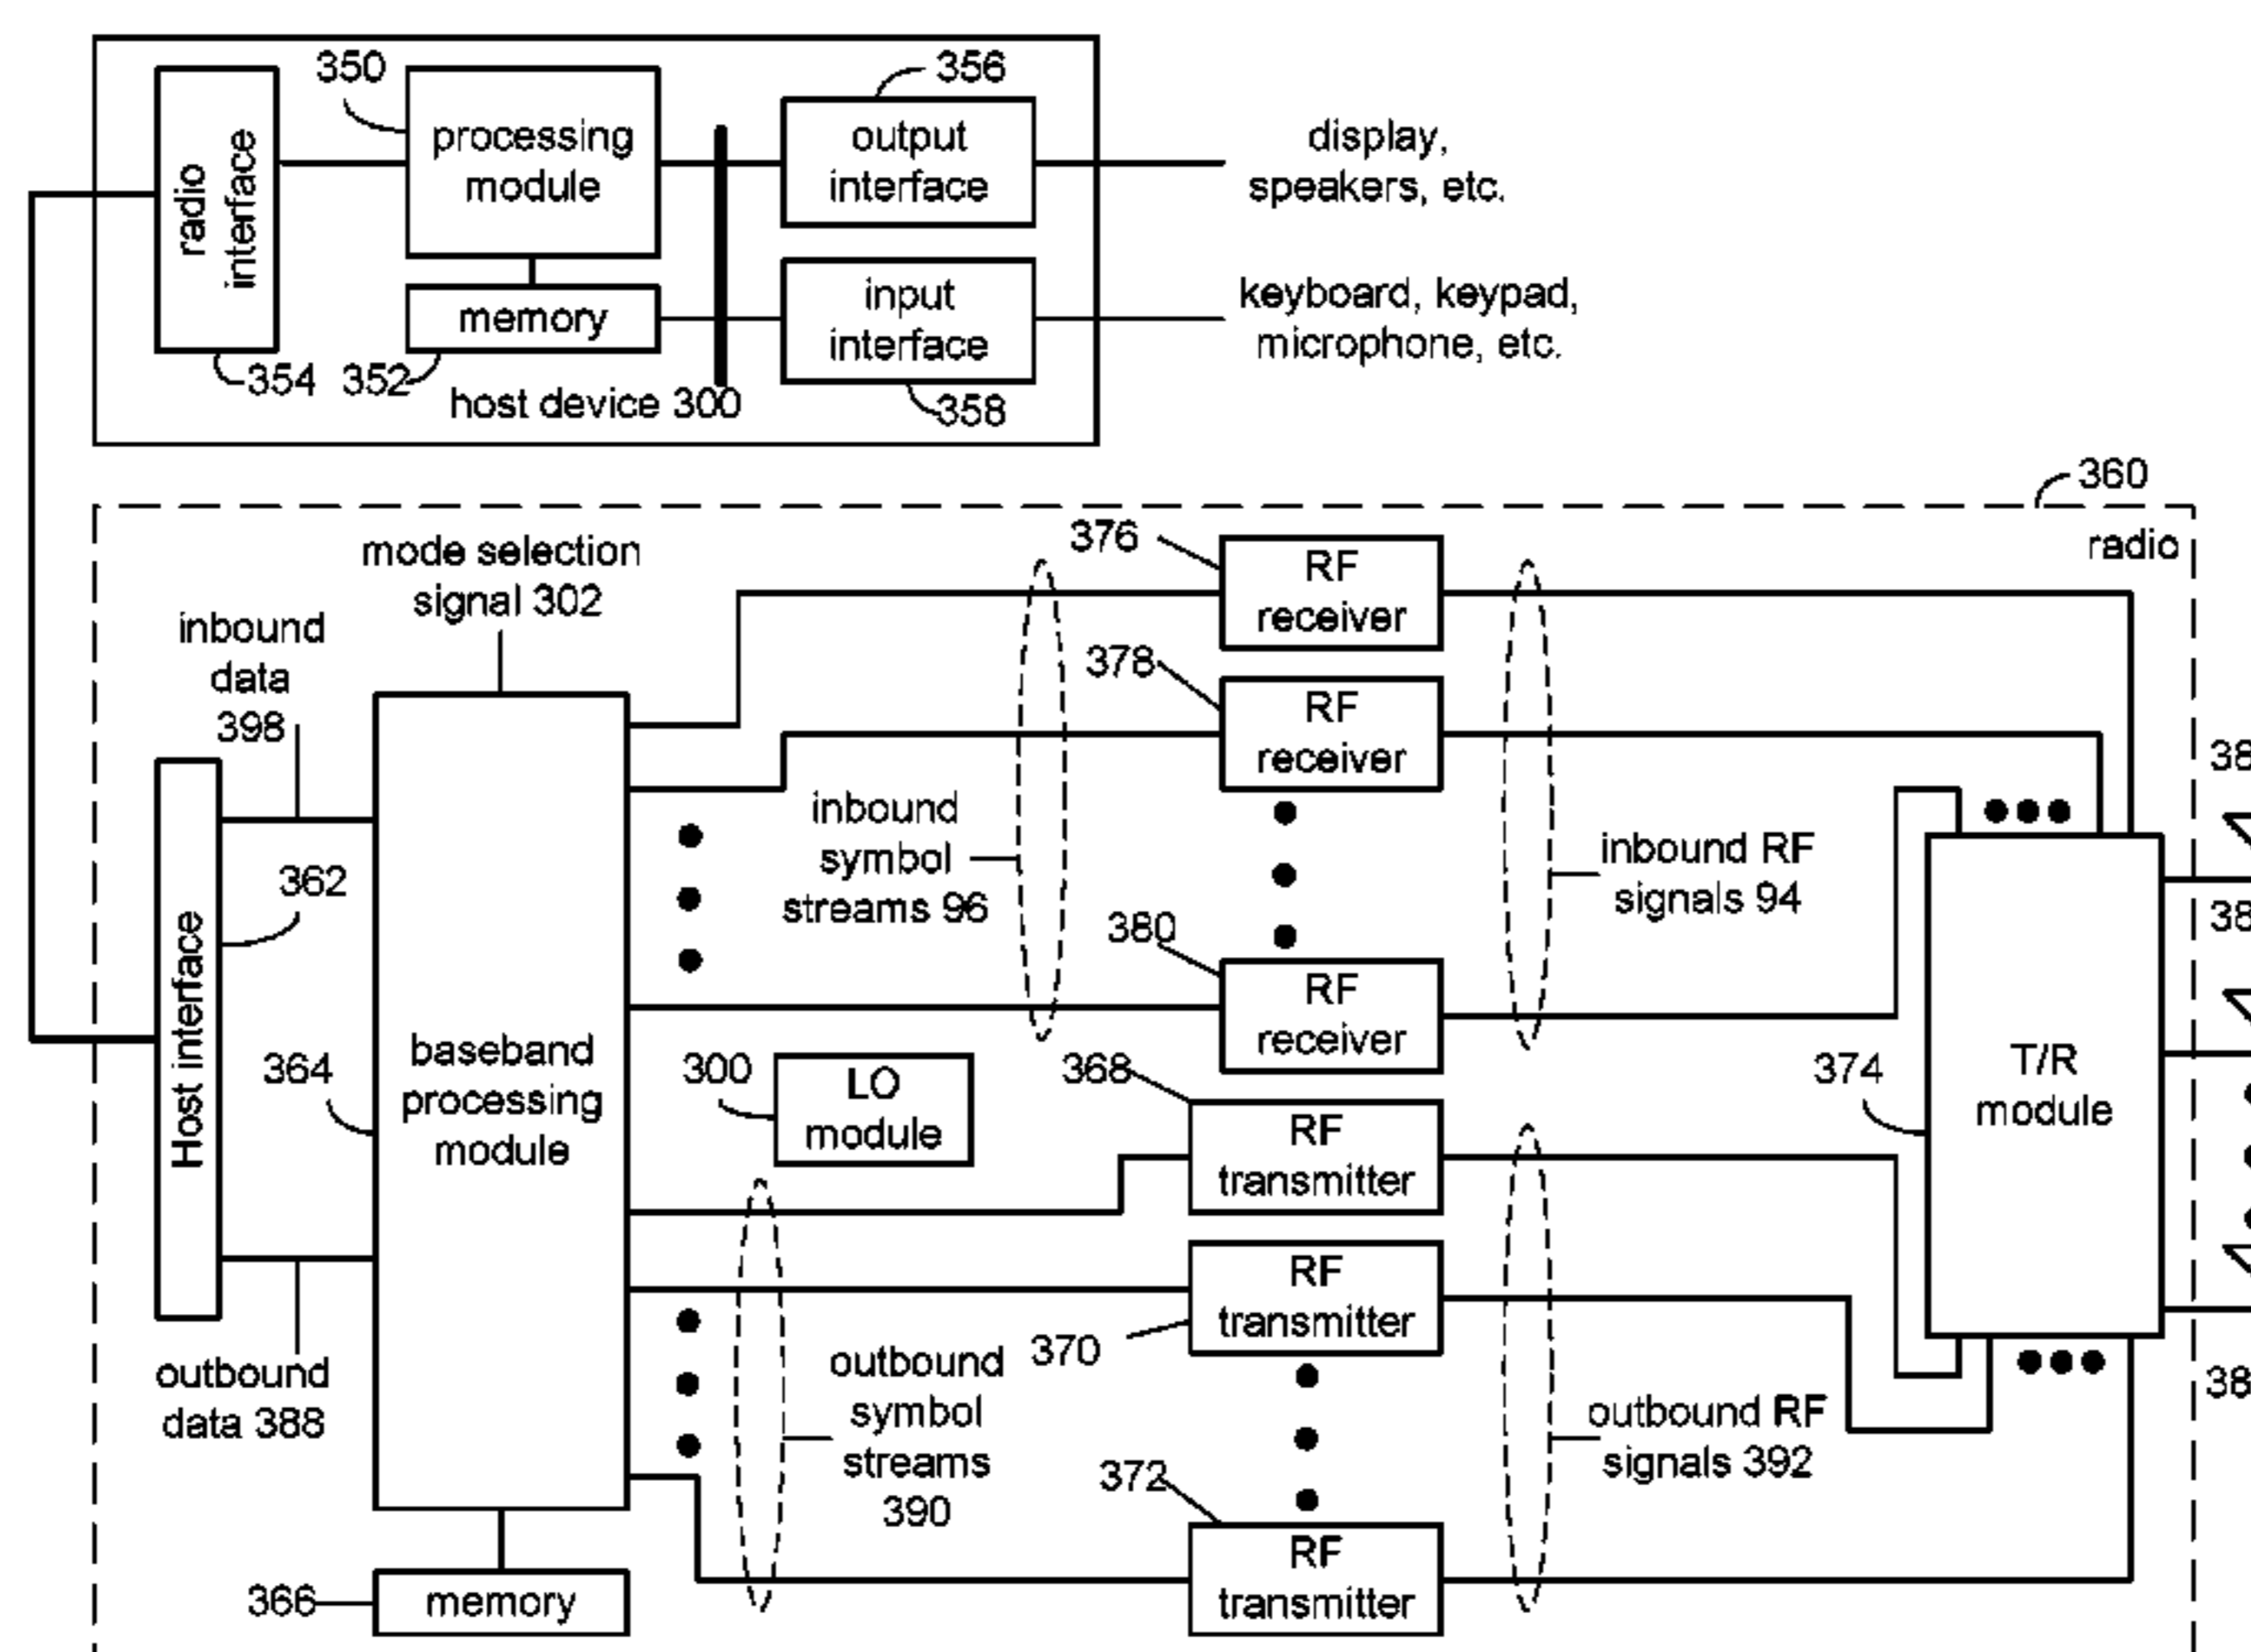 350
356
radio
interface
processing
module
output
interface
display,
speakers, etc.
memory
input
interface
keyboard, keypad,
microphone, etc.
354
352
host device 300
358
360
radio
mode selection
signal 302
376
RF
receiver
inbound
data
398
378
RF
receiver
38
362
inbound
symbol
streams 96
inbound RF
signals 94
38
380
RF
receiver
Host interface
364
baseband
processing
module
300
LO
module
368
RF
transmitter
374
T/R
module
RF
transmitter
370
outbound
data 388
outbound
symbol
streams
390
outbound RF
signals 392
38
372
RF
transmitter
366
memory